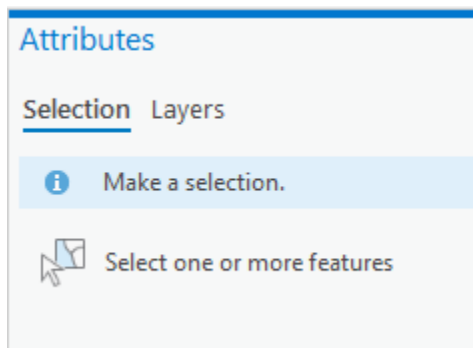 Attributes
Selection Layers
Make a selection.
Select one or more features